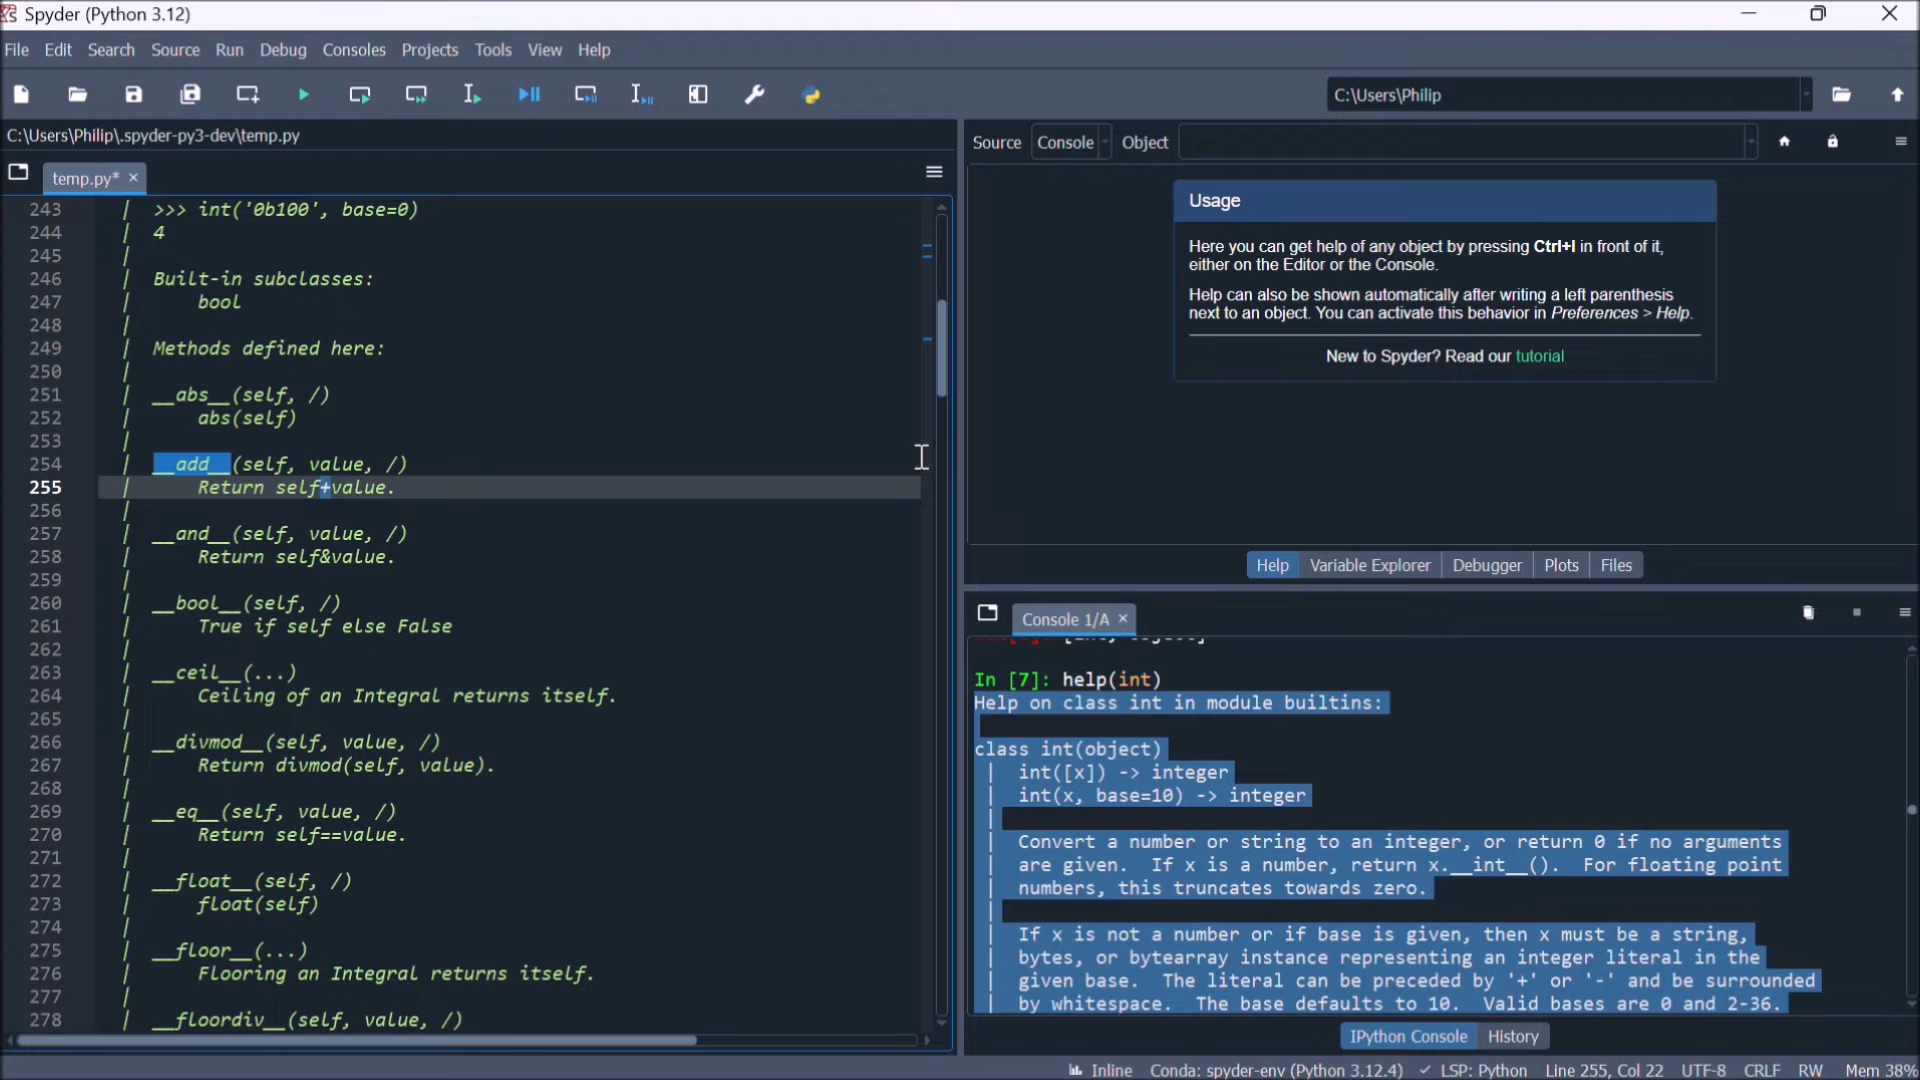 Spyder (Python 3.12)
File Edit Search Source Run Debug Consoles Projects Tools View Help
C:\Users\Philip
C:\Users\Philip\.spyder-py3-dev\temp.py
temp.py*
243 | >>> int('0b100', base=0)
244 | 4
245 |
246 | Built-in subclasses:
247 | bool
248 |
249 | Methods defined here:
250 |
251 | __abs__(self, /)
252 | abs(self)
253 |
254 | __add__(self, value, /)
255 | Return self+value.
256 |
257 | __and__(self, value, /)
258 | Return self&value.
259 |
260 | __bool__(self, /)
261 | True if self else False
262 |
263 | __ceil__(...)
264 | Ceiling of an Integral returns itself.
265 |
266 | __divmod__(self, value, /)
267 | Return divmod(self, value).
268 |
269 | __eq__(self, value, /)
270 | Return self==value.
271 |
272 | __float__(self, /)
273 | float(self)
274 |
275 | __floor__(...)
276 | Flooring an Integral returns itself.
277 |
278 | __floordiv__(self, value, /)
Source Console Object
Usage
Here you can get help of any object by pressing Ctrl+I in front of it,
either on the Editor or the Console.
Help can also be shown automatically after writing a left parenthesis
next to an object. You can activate this behavior in Preferences > Help.
New to Spyder? Read our tutorial
Help Variable Explorer Debugger Plots Files
Console 1/A
In [7]: help(int)
Help on class int in module builtins:
class int(object)
| int([x]) -> integer
| int(x, base=10) -> integer
|
| Convert a number or string to an integer, or return 0 if no arguments
| are given. If x is a number, return x.__int__(). For floating point
| numbers, this truncates towards zero.
|
| If x is not a number or if base is given, then x must be a string,
| bytes, or bytearray instance representing an integer literal in the
| given base. The literal can be preceded by '+' or '-' and be surrounded
| by whitespace. The base defaults to 10. Valid bases are 0 and 2-36.
IPython Console History
Inline Conda: spyder-env (Python 3.12.4) LSP: Python Line 255, Col 22 UTF-8 CRLF RW Mem 38%